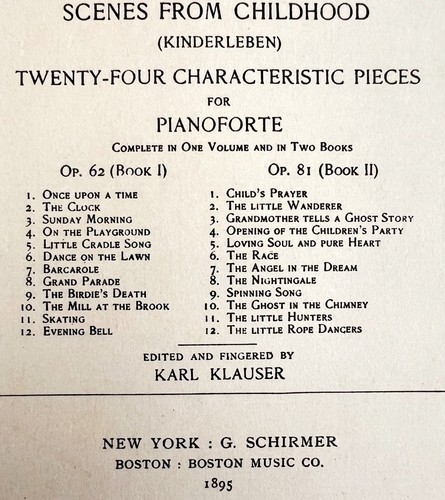 SCENES FROM CHILDHOOD
(KINDERLEBEN)
TWENTY-FOUR CHARACTERISTIC PIECES
FOR
PIANOFORTE
COMPLETE IN ONE VOLUME AND IN TWO BOOKS
OP. 62 (BOOK I)
1. ONCE UPON A TIME
2. THE CLOCK
3. SUNDAY MORNING
4. ON THE PLAYGROUND
5. LITTLE CRADLE SONG
6. DANCE ON THE LAWN
7. BARCAROLE
8. GRAND PARADE
9. THE BIRDIE'S DEATH
10. THE MILL AT THE BROOK
11. SKATING
12. EVENING BELL
OP. 81 (BOOK II)
1. CHILD'S PRAYER
2. THE LITTLE WANDERER
3. GRANDMOTHER TELLS A GHOST STORY
4. OPENING OF THE CHILDREN'S PARTY
5. LOVING SOUL AND PURE HEART
6. THE RACE
7. THE ANGEL IN THE DREAM
8. THE NIGHTINGALE
9. SPINNING SONG
10. THE GHOST IN THE CHIMNEY
11. THE LITTLE HUNTERS
12. THE LITTLE ROPE DANCERS
EDITED AND FINGERED BY
KARL KLAUSER
NEW YORK : G. SCHIRMER
BOSTON : BOSTON MUSIC CO.
1895